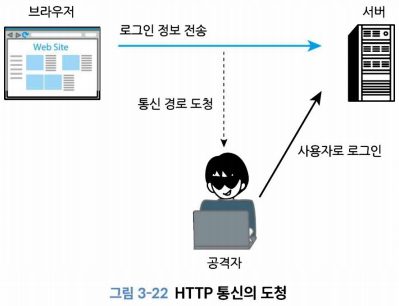 브라우저
서버
Web Site
로그인 정보 전송
통신 경로 도청
사용자로 로그인
공격자
그림 3-22 HTTP 통신의 도청